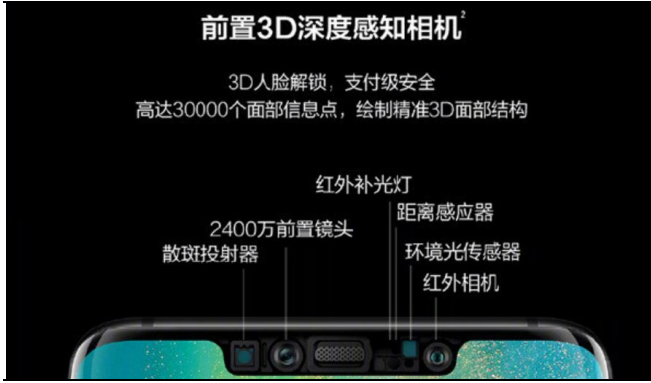 前置3D深度感知相机²
3D人脸解锁，支付级安全
高达30000个面部信息点，绘制精准3D面部结构
红外补光灯
距离感应器
2400万前置镜头
环境光传感器
散斑投射器
红外相机